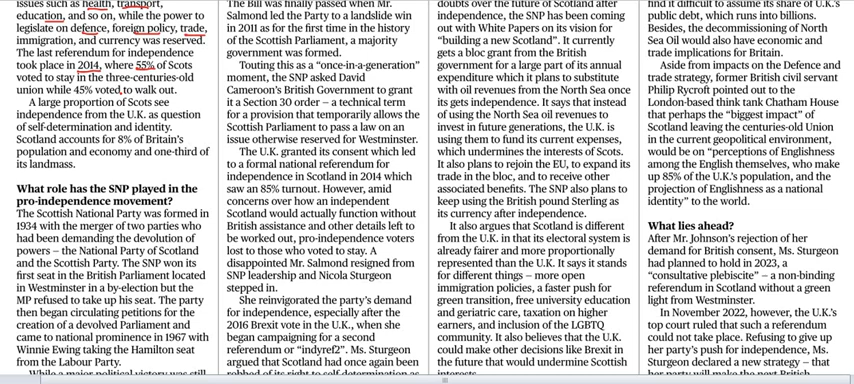 issues such as health, transport,
education, and so on, while the power to
legislate on defence, foreign policy, trade,
immigration, and currency was reserved.
The last referendum for independence
took place in 2014, where 55% of Scots
voted to stay in the three-centuries-old
union while 45% voted to walk out.
A large proportion of Scots see
independence from the U.K. as question
of self-determination and identity.
Scotland accounts for 8% of Britain's
population and economy and one-third of
its landmass.
What role has the SNP played in the
pro-independence movement?
The Scottish National Party was formed in
1934 with the merger of two parties who
had been demanding the devolution of
powers – the National Party of Scotland
and the Scottish Party. The SNP won its
first seat in the British Parliament located
in Westminster in a by-election but the
MP refused to take up his seat. The party
then began circulating petitions for the
creation of a devolved Parliament and
came to national prominence in 1967 with
Winnie Ewing taking the Hamilton seat
from the Labour Party.
While a major political victory was still
The Bill was finally passed when Mr.
Salmond led the Party to a landslide win
in 2011 as for the first time in the history
of the Scottish Parliament, a majority
government was formed.
Touting this as a “once-in-a-generation”
moment, the SNP asked David
Cameron's British Government to grant
it a Section 30 order – a technical term
for a provision that temporarily allows the
Scottish Parliament to pass a law on an
issue otherwise reserved for Westminster.
The U.K. granted its consent which led
to a formal national referendum for
independence in Scotland in 2014 which
saw an 85% turnout. However, amid
concerns over how an independent
Scotland would actually function without
British assistance and other details left to
be worked out, pro-independence voters
lost to those who voted to stay. A
disappointed Mr. Salmond resigned from
SNP leadership and Nicola Sturgeon
stepped in.
She reinvigorated the party's demand
for independence, especially after the
2016 Brexit vote in the U.K., when she
began campaigning for a second
referendum or “indyref2”. Ms. Sturgeon
argued that Scotland had once again been
robbed of its right to self-determination as
doubts over the future of Scotland after
independence, the SNP has been coming
out with White Papers on its vision for
“building a new Scotland”. It currently
gets a bloc grant from the British
government for a large part of its annual
expenditure which it plans to substitute
with oil revenues from the North Sea once
its gets independence. It says that instead
of using the North Sea oil revenues to
invest in future generations, the U.K. is
using them to fund its current expenses,
which undermines the interests of Scots.
It also plans to rejoin the EU, to expand its
trade in the bloc, and to receive other
associated benefits. The SNP also plans to
keep using the British pound Sterling as
its currency after independence.
It also argues that Scotland is different
from the U.K. in that its electoral system is
already fairer and more proportionally
represented than the U.K. It says it stands
for different things – more open
immigration policies, a faster push for
green transition, free university education
and geriatric care, taxation on higher
earners, and inclusion of the LGBTQ
community. It also believes that the U.K.
could make other decisions like Brexit in
the future that would undermine Scottish
interests.
find it difficult to assume its share of U.K.'s
public debt, which runs into billions.
Besides, the decommissioning of North
Sea Oil would also have economic and
trade implications for Britain.
Aside from impacts on the Defence and
trade strategy, former British civil servant
Philip Rycroft pointed out to the
London-based think tank Chatham House
that perhaps the “biggest impact” of
Scotland leaving the centuries-old Union
in the current geopolitical environment,
would be on “perceptions of Englishness
among the English themselves, who make
up 85% of the U.K.'s population, and the
projection of Englishness as a national
identity” to the world.
What lies ahead?
After Mr. Johnson's rejection of her
demand for British consent, Ms. Sturgeon
had planned to hold in 2023, a
“consultative plebiscite” – a non-binding
referendum in Scotland without a green
light from Westminster.
In November 2022, however, the U.K.'s
top court ruled that such a referendum
could not take place. Refusing to give up
her party's push for independence, Ms.
Sturgeon declared a new strategy – that
her party will make the next British